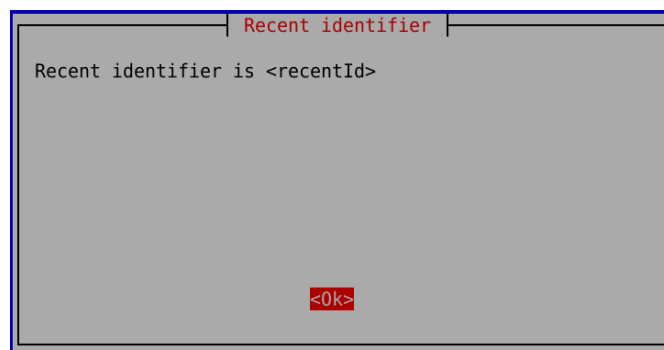 Recent identifier
Recent identifier is <recentId>
<Ok>